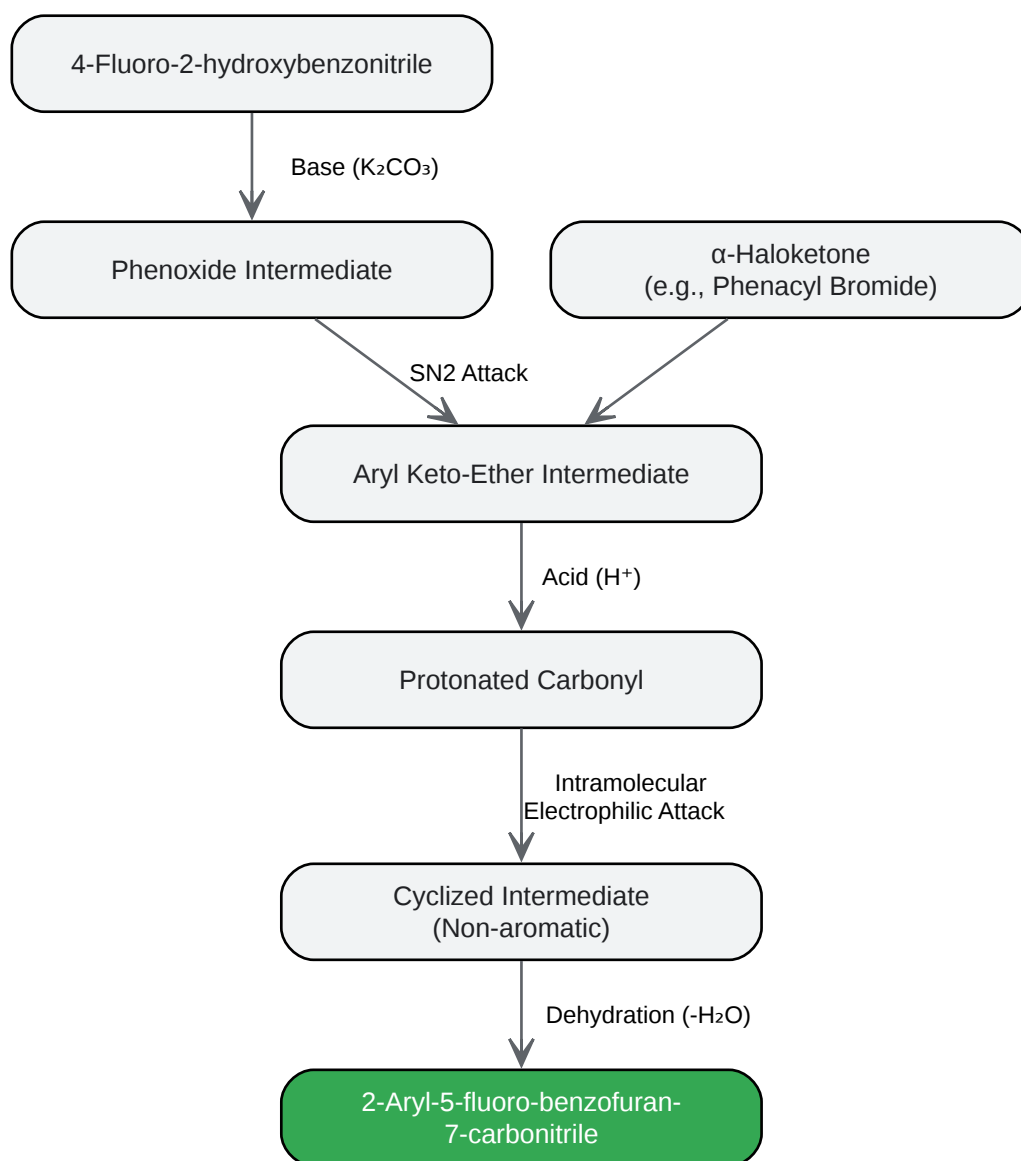 4-Fluoro-2-hydroxybenzonitrile
Base (K₂CO₃)
Phenoxide Intermediate
α-Haloketone
(e.g., Phenacyl Bromide)
SN2 Attack
Aryl Keto-Ether Intermediate
Acid (H⁺)
Protonated Carbonyl
Intramolecular
Electrophilic Attack
Cyclized Intermediate
(Non-aromatic)
Dehydration (-H₂O)
2-Aryl-5-fluoro-benzofuran-
7-carbonitrile